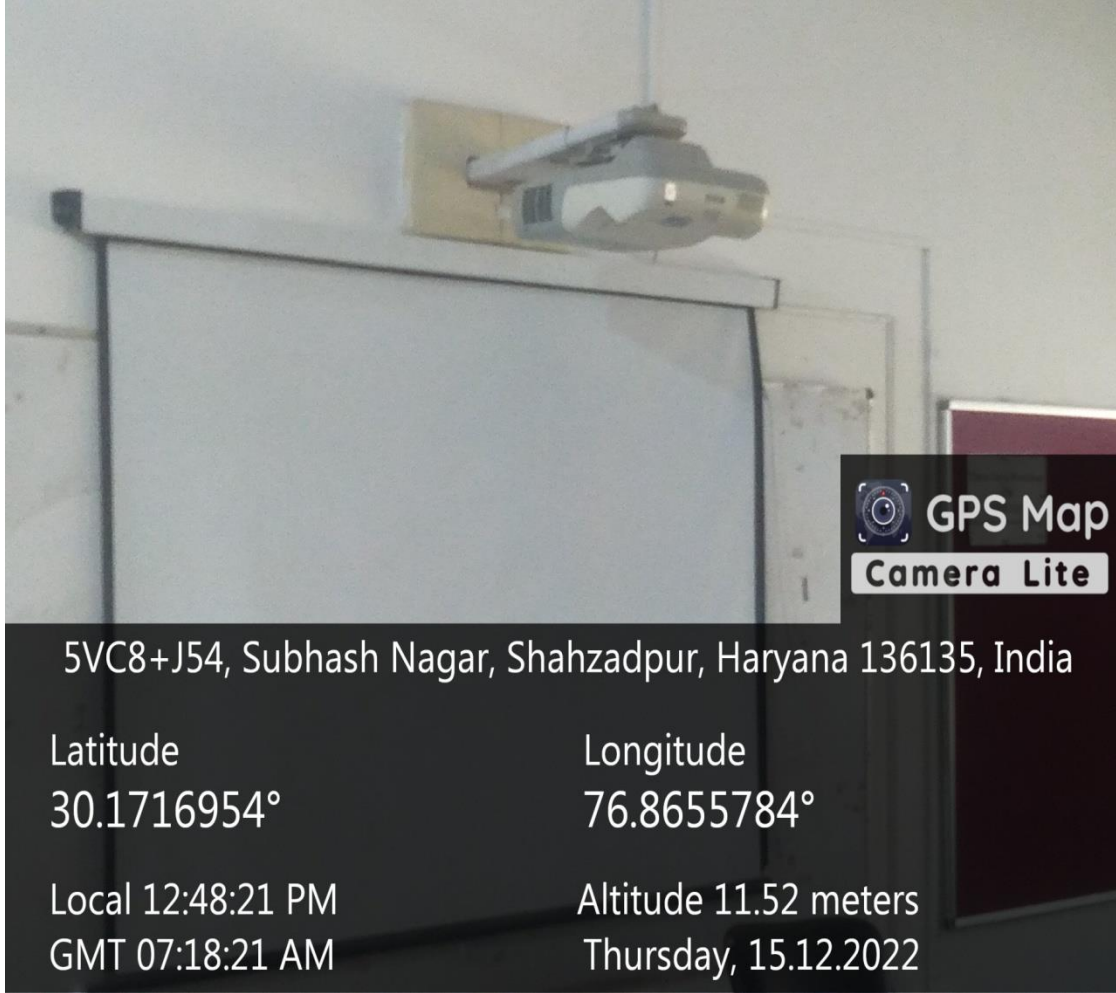 GPS Map
Camera Lite
5VC8+J54, Subhash Nagar, Shahzadpur, Haryana 136135, India
Latitude
Longitude
30.1716954°
76.8655784°
Local 12:48:21 PM
Altitude 11.52 meters
GMT 07:18:21 AM
Thursday, 15.12.2022